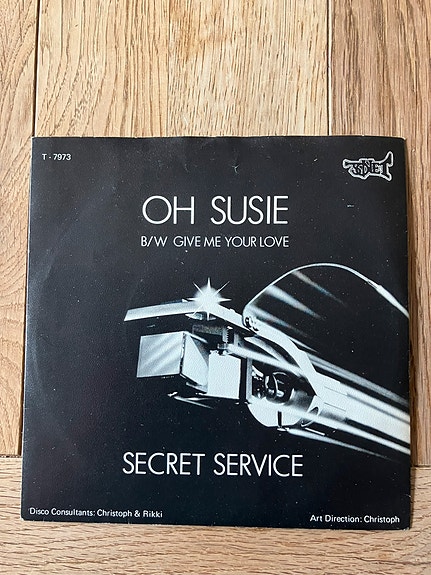 T - 7973
OH SUSIE
B/W GIVE ME YOUR LOVE
SECRET SERVICE
Disco Consultants: Christoph & Rikki
Art Direction: Christoph